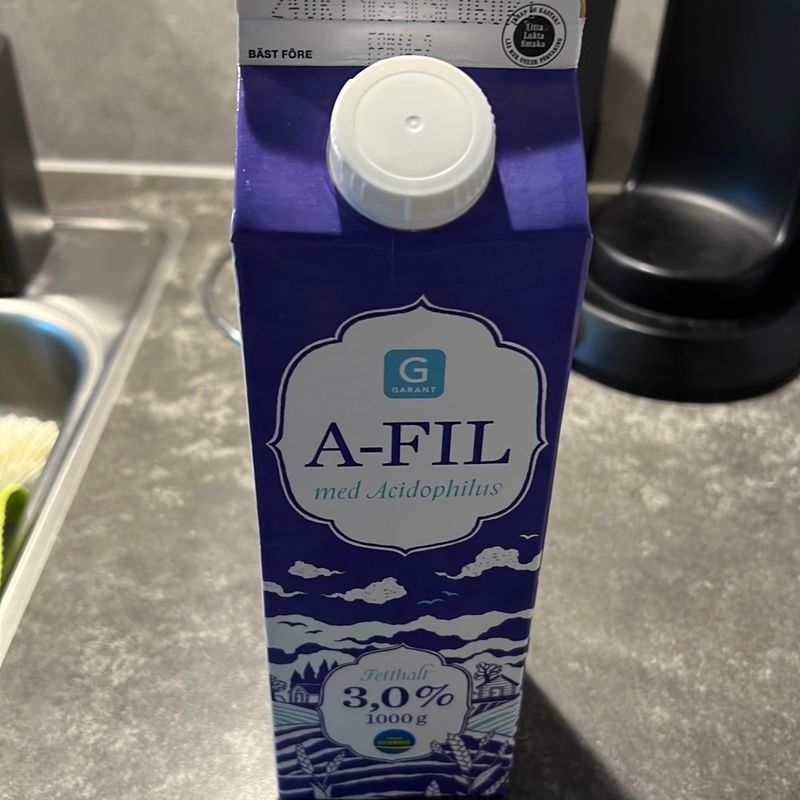 BÄST FÖRE
Titta
Lukta
Smaka
G
GARANT
A-FIL
med Acidophilus
Fetthalt
3,0%
1000 g